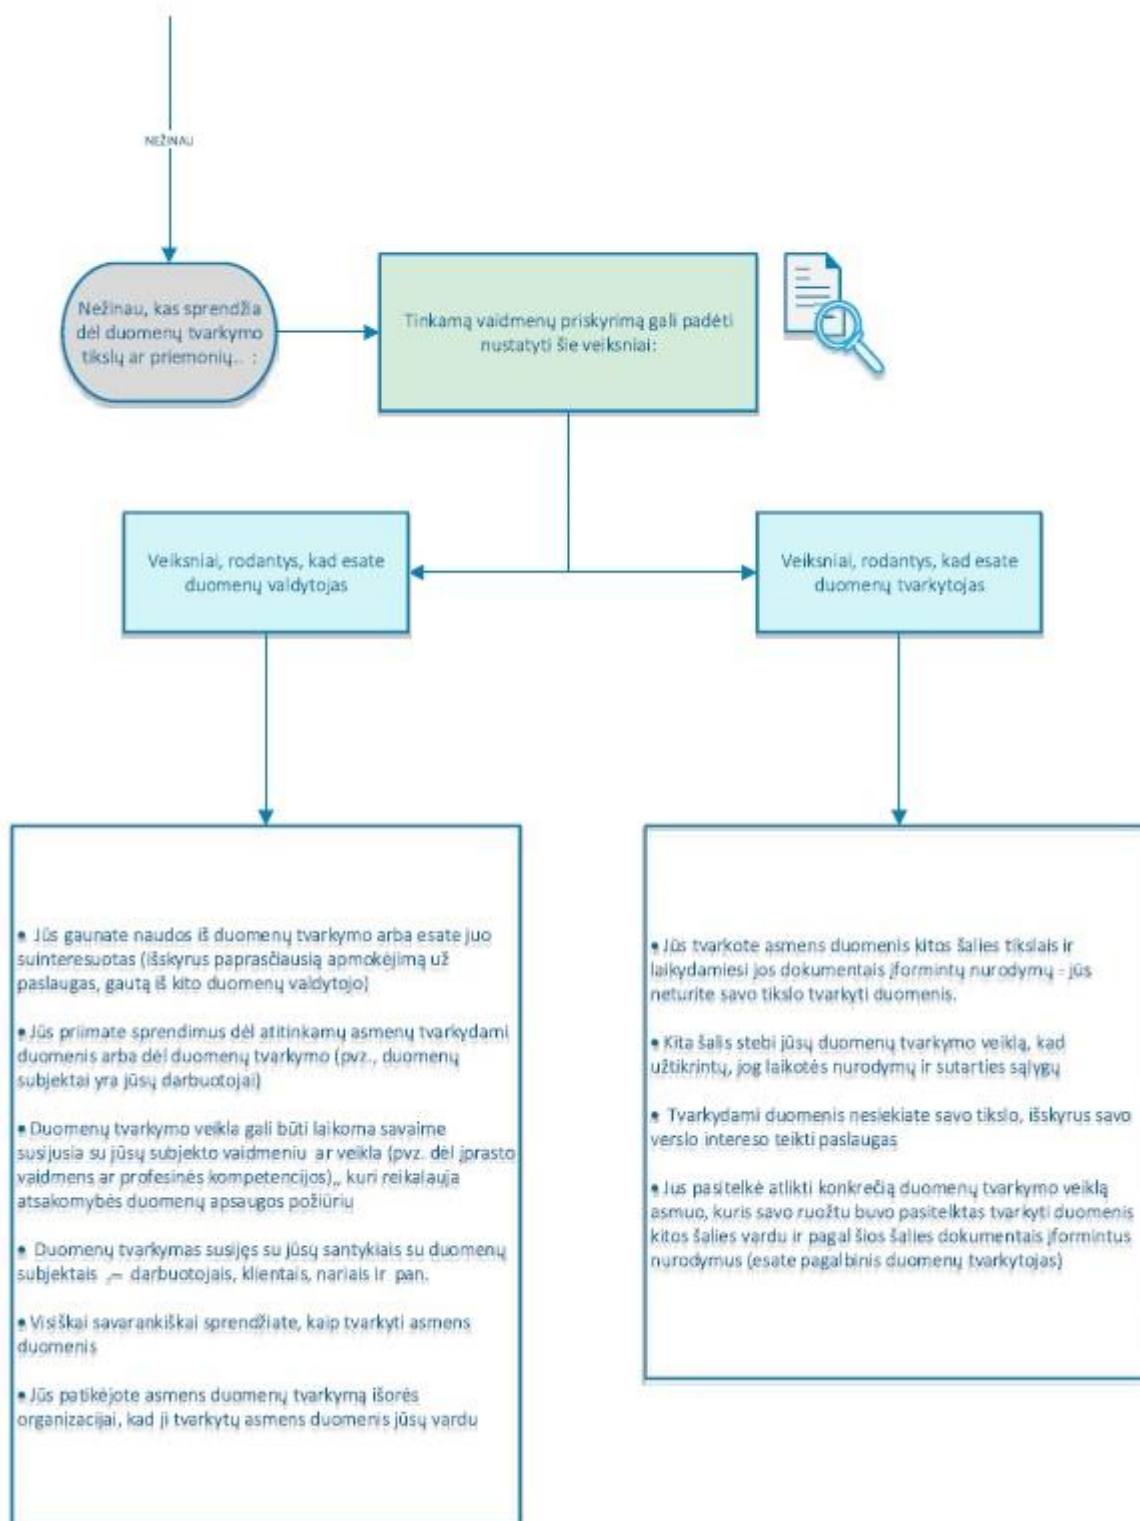 NEŽINAU
Nežinau, kas sprendžia
dėl duomenų tvarkymo
tikslų ar priemonių.. :
Tinkamą vaidmenų priskyrimą gali padėti
nustatyti šie veiksniai:
Veiksniai, rodantys, kad esate
duomenų valdytojas
Veiksniai, rodantys, kad esate
duomenų tvarkytojas
• Jūs gaunate naudos iš duomenų tvarkymo arba esate juo
suinteresuotas (išskyrus paprasčiausią apmokėjimą už
paslaugas, gautą iš kito duomenų valdytojo)
• Jūs priimate sprendimus dėl atitinkamų asmenų tvarkydami
duomenis arba dėl duomenų tvarkymo (pvz., duomenų
subjektai yra jūsų darbuotojai)
• Duomenų tvarkymo veikla gali būti laikoma savaime
susijusia su jūsų subjekto vaidmeniu ar veikla (pvz. dėl įprasto
vaidmens ar profesinės kompetencijos),, kuri reikalauja
atsakomybės duomenų apsaugos požiūriu
• Duomenų tvarkymas susijęs su jūsų santykiais su duomenų
subjektais ,– darbuotojais, klientais, nariais ir pan.
• Visiškai savarankiškai sprendžiate, kaip tvarkyti asmens
duomenis
• Jūs patikėjote asmens duomenų tvarkymą išorės
organizacijai, kad ji tvarkytų asmens duomenis jūsų vardu
• Jūs tvarkote asmens duomenis kitos šalies tikslais ir
laikydamiesi jos dokumentais įformintų nurodymų - jūs
neturite savo tikslo tvarkyti duomenis.
• Kita šalis stebi jūsų duomenų tvarkymo veiklą, kad
užtikrintų, jog laikotės nurodymų ir sutarties sąlygų
• Tvarkydami duomenis nesiekiate savo tikslo, išskyrus savo
verslo intereso teikti paslaugas
• Jus pasitelkė atlikti konkrečią duomenų tvarkymo veiklą
asmuo, kuris savo ruožtu buvo pasitelktas tvarkyti duomenis
kitos šalies vardu ir pagal šios šalies dokumentais įformintus
nurodymus (esate pagalbinis duomenų tvarkytojas)